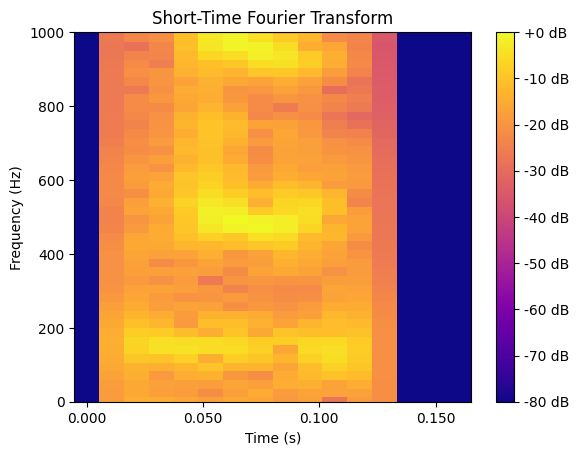 Short-Time Fourier Transform
1000
800
600
400
200
0
Frequency (Hz)
0.000
0.050
0.100
0.150
Time (s)
+0 dB
-10 dB
-20 dB
-30 dB
-40 dB
-50 dB
-60 dB
-70 dB
-80 dB